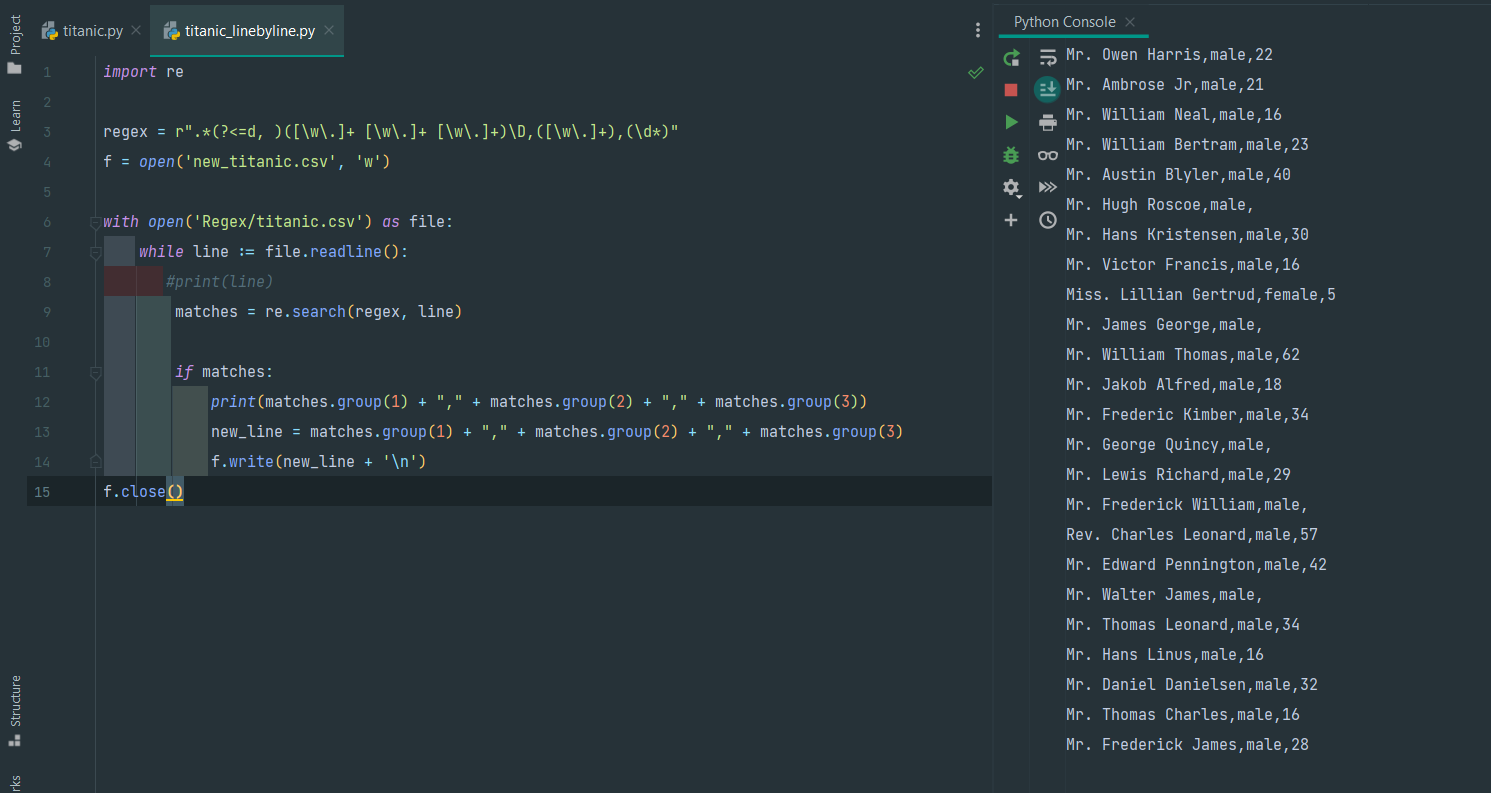 Project
Learn
Structure
rks
titanic.py
titanic_linebyline.py
1 import re
2
3 regex = r".*(?<=d, )([\w\.]+ [\w\.]+ [\w\.]+)\D,([\w\.]+),(\d*)"
4 f = open('new_titanic.csv', 'w')
5
6 with open('Regex/titanic.csv') as file:
7 while line := file.readline():
8 #print(line)
9 matches = re.search(regex, line)
10
11 if matches:
12 print(matches.group(1) + "," + matches.group(2) + "," + matches.group(3))
13 new_line = matches.group(1) + "," + matches.group(2) + "," + matches.group(3)
14 f.write(new_line + '\n')
15 f.close()
Python Console
Mr. Owen Harris,male,22
Mr. Ambrose Jr,male,21
Mr. William Neal,male,16
Mr. William Bertram,male,23
Mr. Austin Blyler,male,40
Mr. Hugh Roscoe,male,
Mr. Hans Kristensen,male,30
Mr. Victor Francis,male,16
Miss. Lillian Gertrud,female,5
Mr. James George,male,
Mr. William Thomas,male,62
Mr. Jakob Alfred,male,18
Mr. Frederic Kimber,male,34
Mr. George Quincy,male,
Mr. Lewis Richard,male,29
Mr. Frederick William,male,
Rev. Charles Leonard,male,57
Mr. Edward Pennington,male,42
Mr. Walter James,male,
Mr. Thomas Leonard,male,34
Mr. Hans Linus,male,16
Mr. Daniel Danielsen,male,32
Mr. Thomas Charles,male,16
Mr. Frederick James,male,28